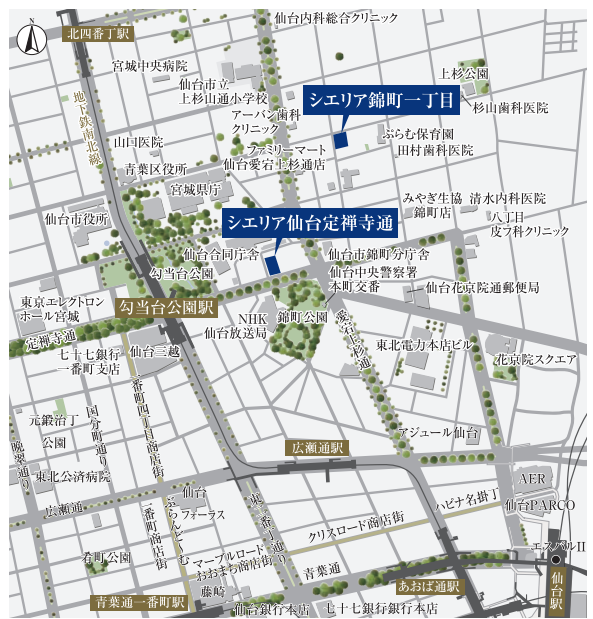 仙台内科総合クリニック
N
北四番丁駅
宮城中央病院
上杉公園
仙台市立
上杉山通小学校
シエリア錦町一丁目
地下鉄南北線
アーバン歯科
クリニック
杉山歯科医院
ぷらむ保育園
山口医院
ファミリーマート
仙台愛宕上杉通店
田村歯科医院
青葉区役所
宮城県庁
みやぎ生協
錦町店
清水内科医院
仙台市役所
シエリア仙台定禅寺通
八丁目
皮フ科クリニック
仙台合同庁舎
仙台市錦町分庁舎
勾当台公園
仙台中央警察署
本町交番
仙台花京院通郵便局
東京エレクトロン
ホール宮城
勾当台公園駅
NHK
仙台放送局
錦町公園
愛宕上杉通
定禅寺通
仙台三越
東北電力本店ビル
七十七銀行
一番町支店
花京院スクエア
一番町四丁目商店街
国分町通り
元鍛治丁
公園
晩翠通り
アジュール仙台
広瀬通駅
東北公済病院
AER
仙台
フォーラス
東二番丁通り
ハピナ名掛丁
仙台PARCO
広瀬通
一番町商店街
ぶらんどーむ
クリスロード商店街
エスパルII
肴町公園
マーブルロード
おおまち商店街
青葉通
仙台駅
あおば通駅
藤崎
青葉通一番町駅
仙台銀行本店
七十七銀行銀行本店